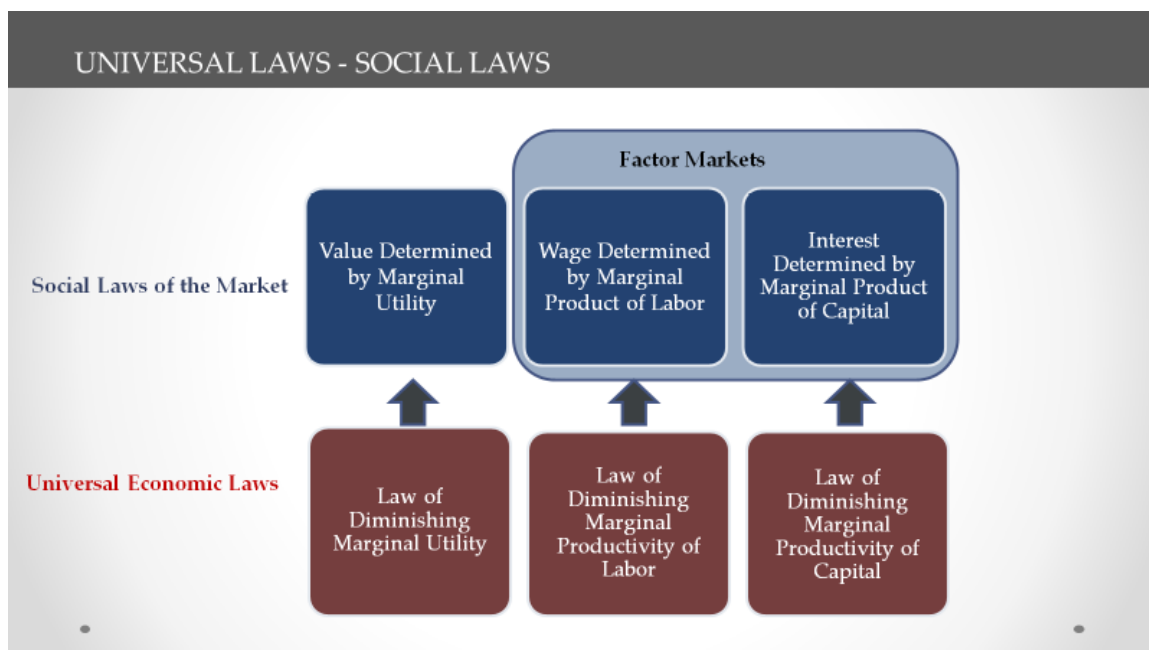 UNIVERSAL LAWS - SOCIAL LAWS
Factor Markets
Social Laws of the Market
Value Determined
by Marginal
Utility
Wage Determined
by Marginal
Product of Labor
Interest
Determined by
Marginal Product
of Capital
Universal Economic Laws
Law of
Diminishing
Marginal Utility
Law of
Diminishing
Marginal
Productivity of
Labor
Law of
Diminishing
Marginal
Productivity of
Capital